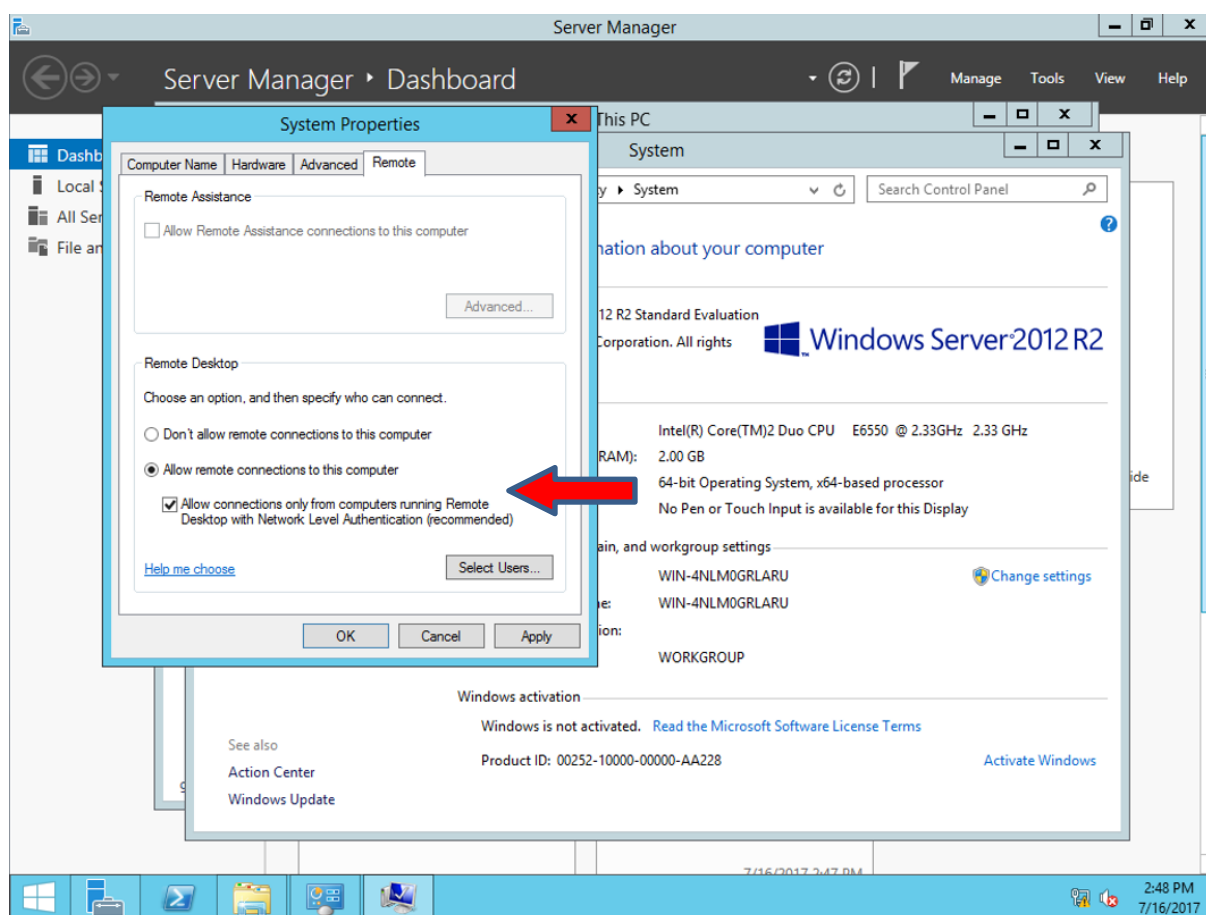 Server Manager
Server Manager ‣ Dashboard
Manage Tools View Help
This PC
System Properties
System
Computer Name Hardware Advanced Remote
Dashb
Local
All Ser
File an
Remote Assistance
Allow Remote Assistance connections to this computer
Advanced...
Remote Desktop
Choose an option, and then specify who can connect.
Don't allow remote connections to this computer
Allow remote connections to this computer
Allow connections only from computers running Remote
Desktop with Network Level Authentication (recommended)
Help me choose
Select Users...
OK Cancel Apply
y ‣ System
Search Control Panel
nation about your computer
12 R2 Standard Evaluation
Corporation. All rights
Windows Server 2012 R2
Intel(R) Core(TM)2 Duo CPU E6550 @ 2.33GHz 2.33 GHz
RAM): 2.00 GB
64-bit Operating System, x64-based processor
No Pen or Touch Input is available for this Display
ide
ain, and workgroup settings
WIN-4NLM0GRLARU
Change settings
ne: WIN-4NLM0GRLARU
ion:
WORKGROUP
Windows activation
Windows is not activated. Read the Microsoft Software License Terms
Product ID: 00252-10000-00000-AA228
Activate Windows
See also
Action Center
Windows Update
7/16/2017 2:47 PM
2:48 PM
7/16/2017